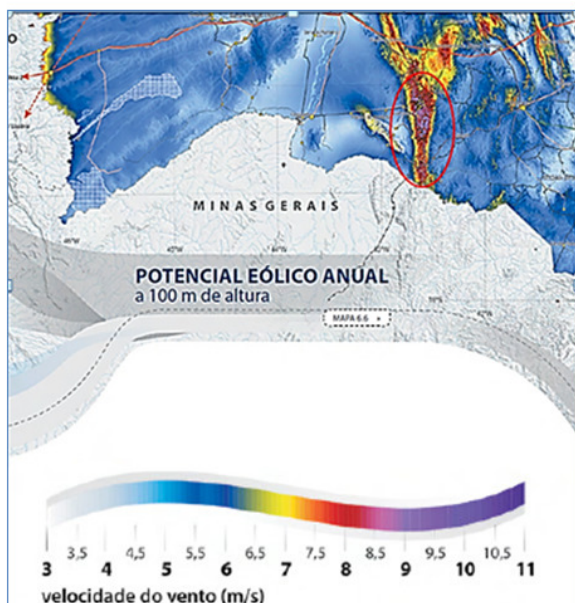 O
MINAS GERAIS
POTENCIAL EÓLICO ANUAL
a 100 m de altura
MAPA 6.6
3,5 4,5 5,5 6,5 7,5 8,5 9,5 10,5
3 4 5 6 7 8 9 10 11
velocidade do vento (m/s)